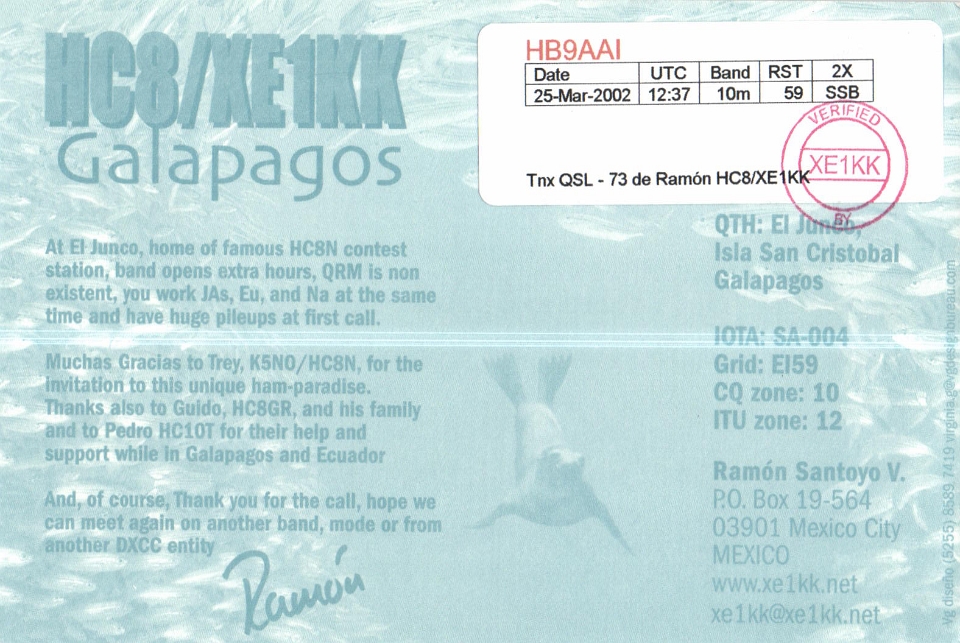 HC8/XE1KK
Galapagos
HB9AAI
Date UTC Band RST 2X
25-Mar-2002 12:37 10m 59 SSB
Tnx QSL - 73 de Ramón HC8/XE1KK
VERIFIED
XE1KK
BY
At El Junco, home of famous HC8N contest
station, band opens extra hours, QRM is non
existent, you work JAs, Eu, and Na at the same
time and have huge pileups at first call.
Muchas Gracias to Trey, K5NO/HC8N, for the
invitation to this unique ham-paradise.
Thanks also to Guido, HC8GR, and his family
and to Pedro HC1OT for their help and
support while in Galapagos and Ecuador
And, of course, Thank you for the call, hope we
can meet again on another band, mode or from
another DXCC entity
Ramón
QTH: El Junco,
Isla San Cristobal
Galapagos
IOTA: SA-004
Grid: EI59
CQ zone: 10
ITU zone: 12
Ramón Santoyo V.
P.O. Box 19-564
03901 Mexico City
MEXICO
www.xe1kk.net
xe1kk@xe1kk.net
vg diseño (5255) 8589 7419 virginia.g@vgdesignbureau.com